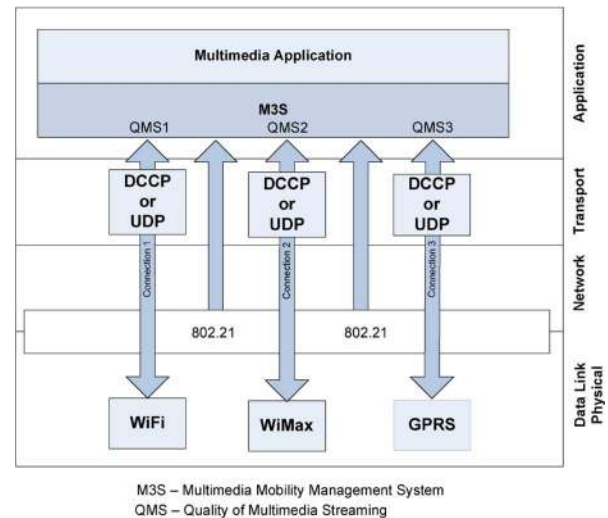 Multimedia Application
M3S
QMS1 QMS2 QMS3
Application
DCCP
or
UDP
DCCP
or
UDP
DCCP
or
UDP
Transport
Connection 1
Connection 2
Connection 3
Network
802.21 802.21
WiFi
WiMax
GPRS
Data Link
Physical
M3S – Multimedia Mobility Management System
QMS – Quality of Multimedia Streaming